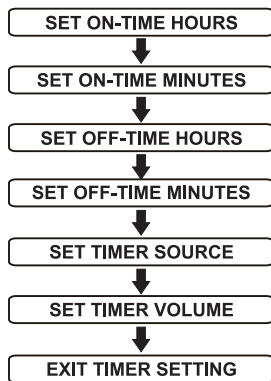 SET ON-TIME HOURS
SET ON-TIME MINUTES
SET OFF-TIME HOURS
SET OFF-TIME MINUTES
SET TIMER SOURCE
SET TIMER VOLUME
EXIT TIMER SETTING